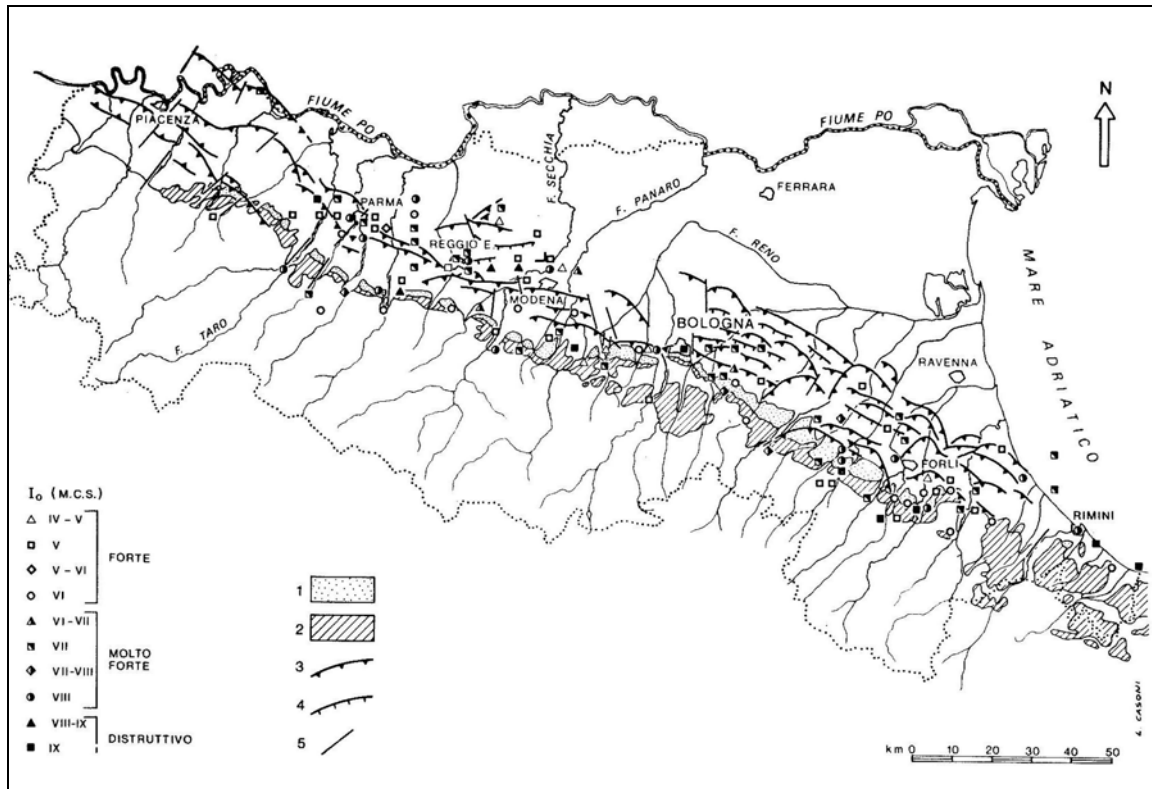 FIUME PO
PIACENZA
N
FIUME PO
F. SECCHIA
FERRARA
F. PANARO
PARMA
REGGIO E.
F. RENO
MARE ADRIATICO
MODENA
BOLOGNA
F. TARO
RAVENNA
FORLI
RIMINI
I₀ (M.C.S.)
IV-V
V
FORTE
V-VI
VI
VI-VII
VII
MOLTO
FORTE
VII-VIII
VIII
VIII-IX
DISTRUTTIVO
IX
1
2
3
4
5
km 0 10 20 30 40 50
L. CASONI